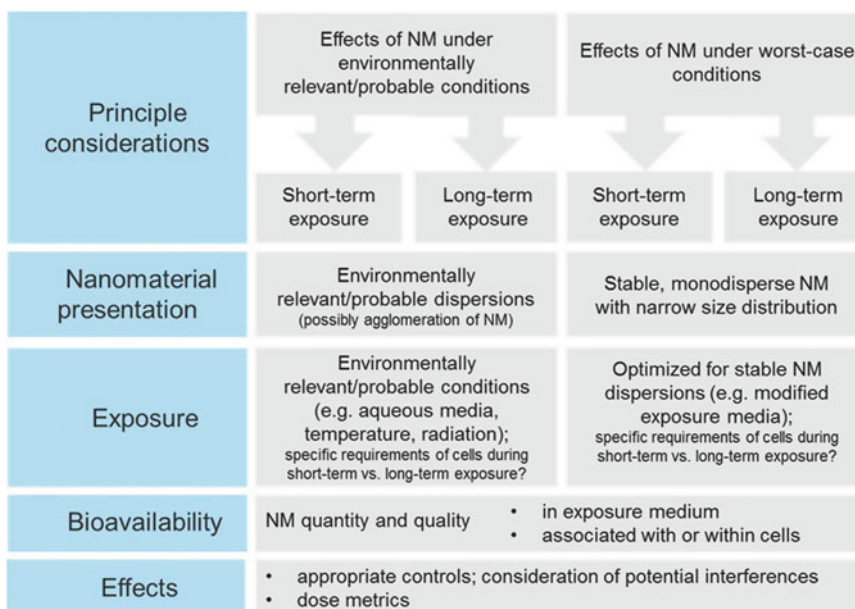 Principle
considerations
Effects of NM under
environmentally
relevant/probable conditions
Effects of NM under worst-case
conditions
Short-term
exposure
Long-term
exposure
Short-term
exposure
Long-term
exposure
Nanomaterial
presentation
Environmentally
relevant/probable dispersions
(possibly agglomeration of NM)
Stable, monodisperse NM
with narrow size distribution
Exposure
Environmentally
relevant/probable conditions
(e.g. aqueous media,
temperature, radiation);
specific requirements of cells during
short-term vs. long-term exposure?
Optimized for stable NM
dispersions (e.g. modified
exposure media);
specific requirements of cells during
short-term vs. long-term exposure?
Bioavailability
NM quantity and quality
• in exposure medium
• associated with or within cells
Effects
• appropriate controls; consideration of potential interferences
• dose metrics